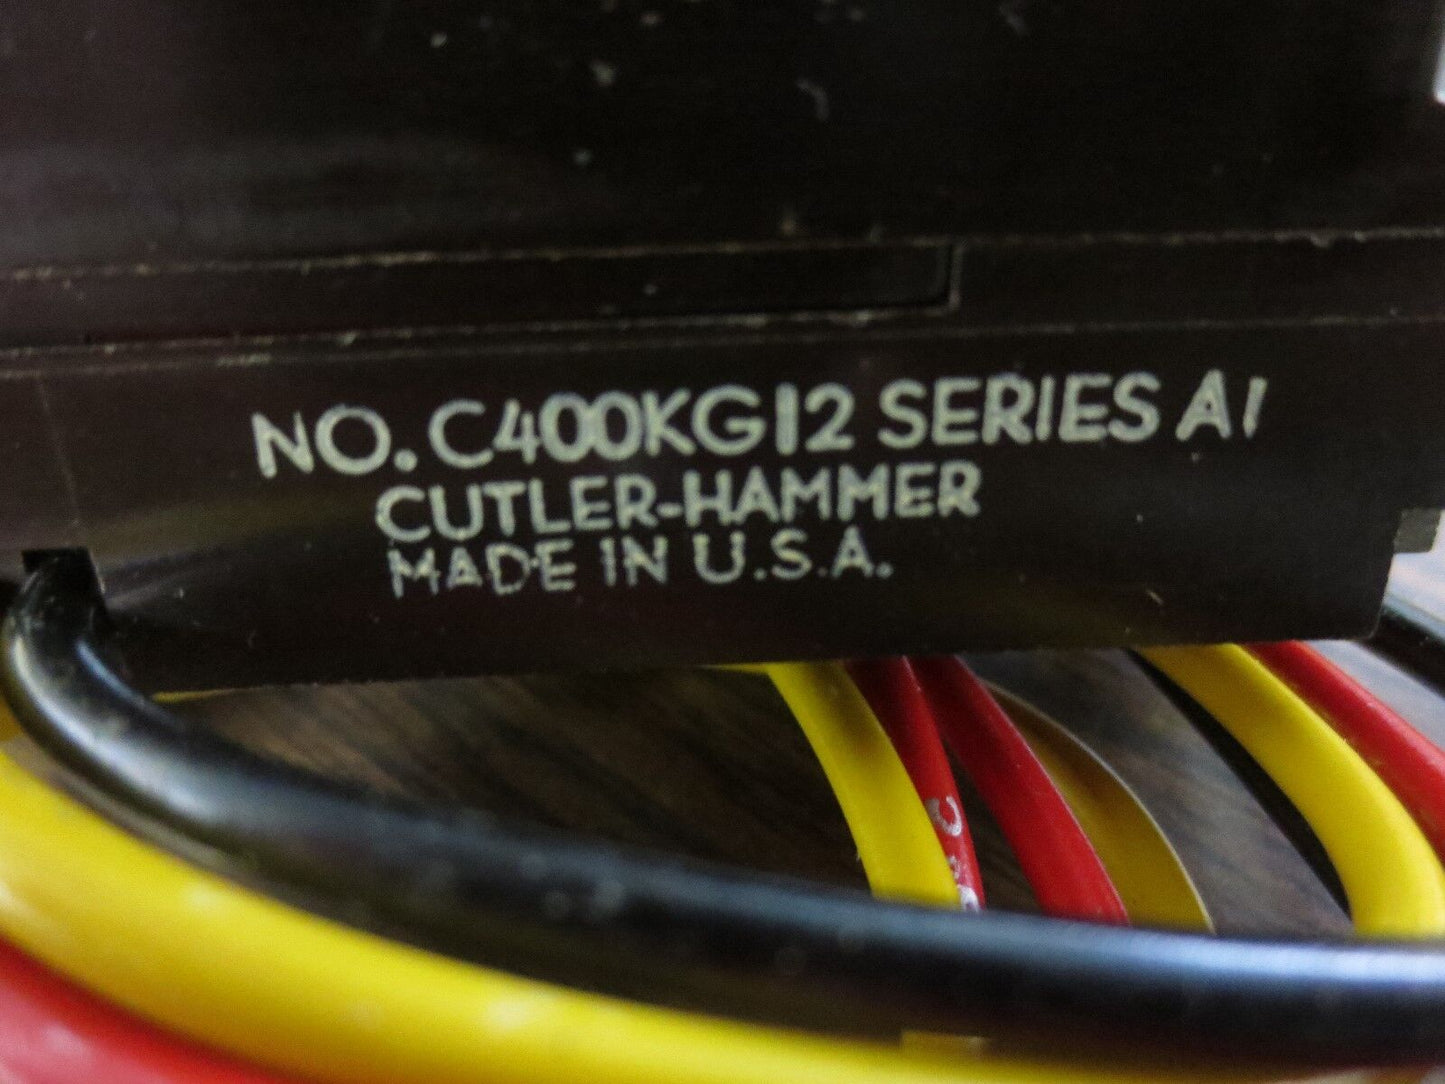 NO. C400KG12 SERIES A1
CUTLER-HAMMER
MADE IN U.S.A.
C